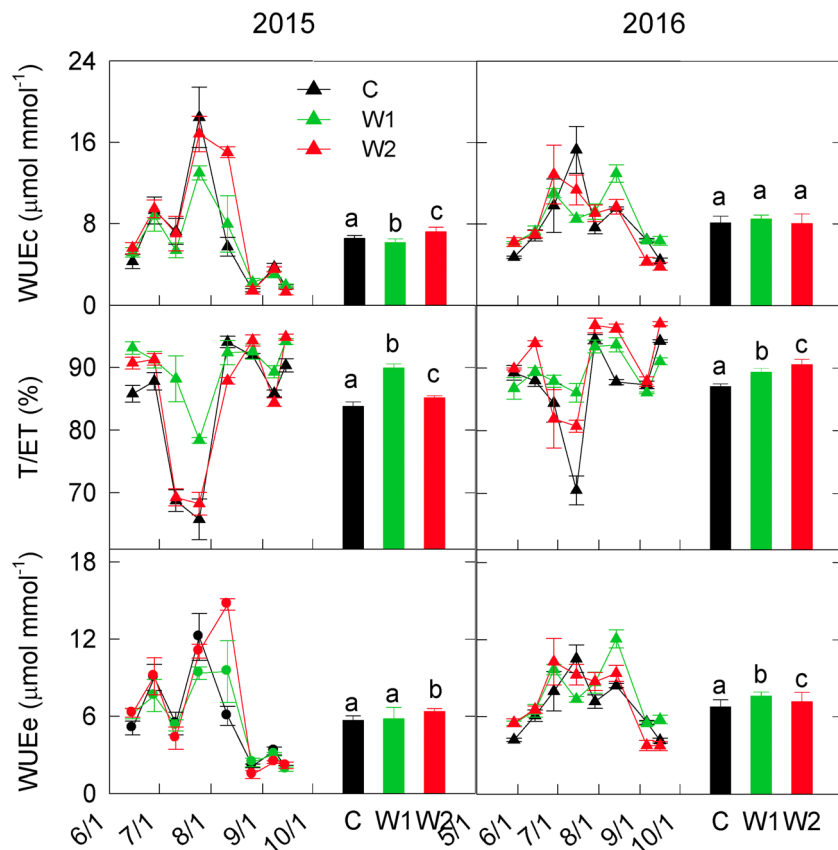 2015 2016
WUEc (μmol mmol⁻¹)
24
16
8
0
C
W1
W2
a b c
a a a
T/ET (%)
90
80
70
a b c
a b c
WUEe (μmol mmol⁻¹)
18
12
6
0
a a b
a b c
6/1 7/1 8/1 9/1 10/1 C W1 W2
5/1 6/1 7/1 8/1 9/1 10/1 C W1 W2